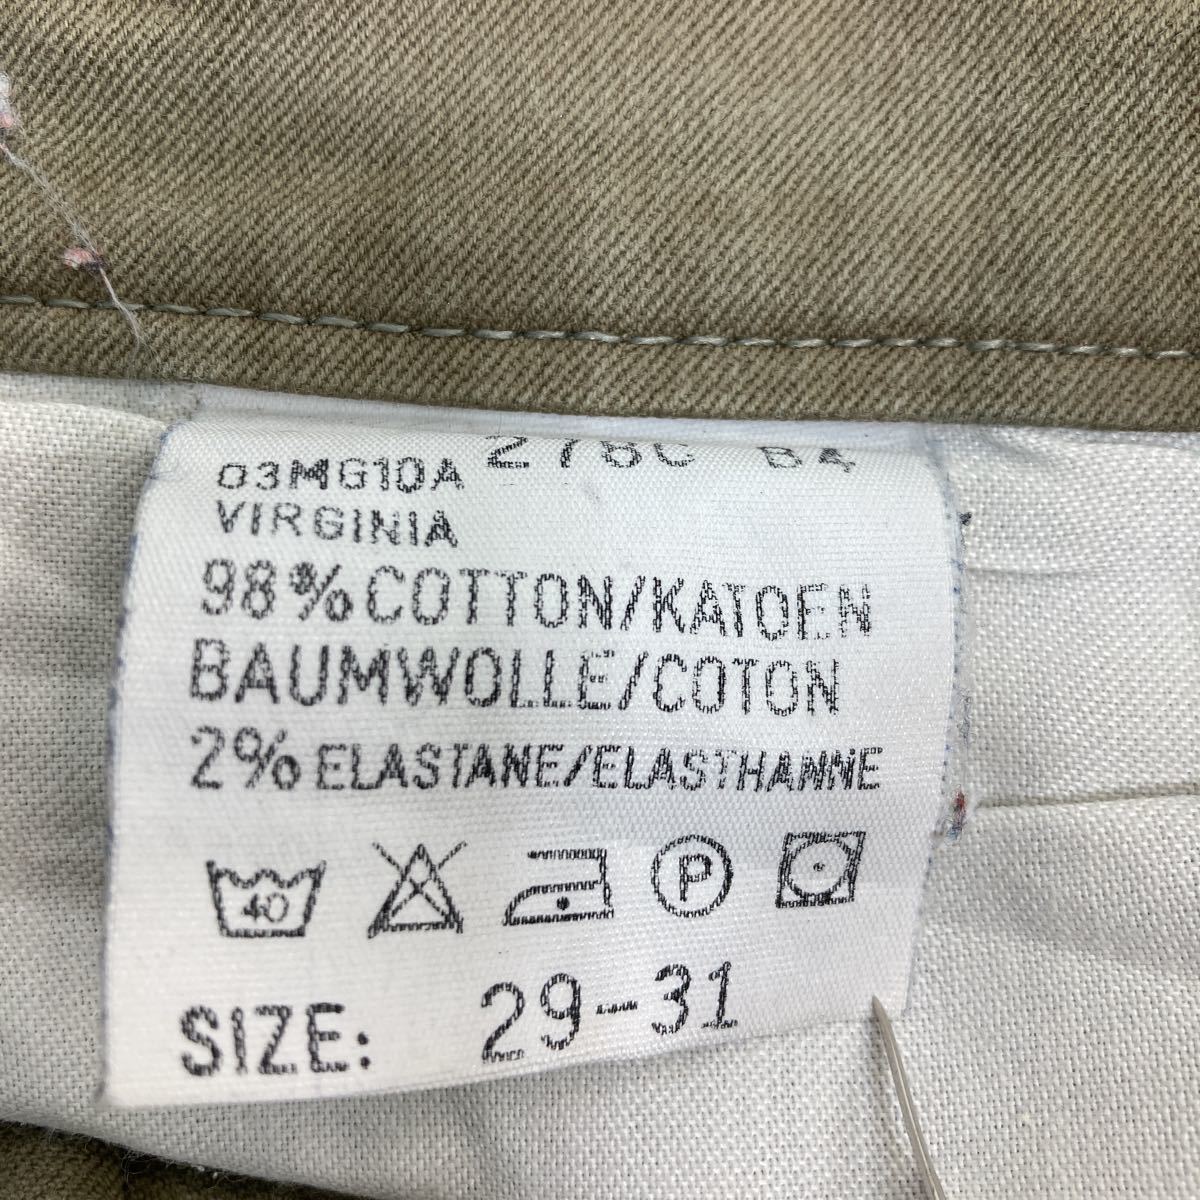 03MG10A
VIRGINIA
98% COTTON/KATOEN
BAUMWOLLE/COTON
2% ELASTANE/ELASTHANNE
40 P
SIZE: 29-31